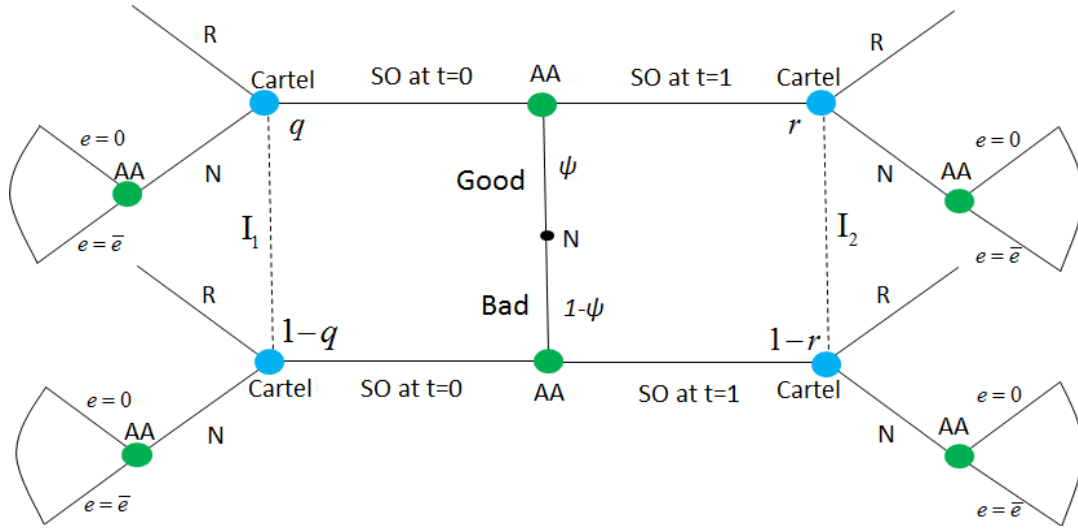 R
Cartel
SO at t=0
AA
SO at t=1
Cartel
R
q
r
e=0
AA
N
Good
ψ
N
AA
e=0
e=e̅
I₁
N
I₂
e=e̅
R
Bad
1-ψ
R
1-q
1-r
Cartel
SO at t=0
AA
SO at t=1
Cartel
e=0
AA
N
N
AA
e=0
e=e̅
e=e̅